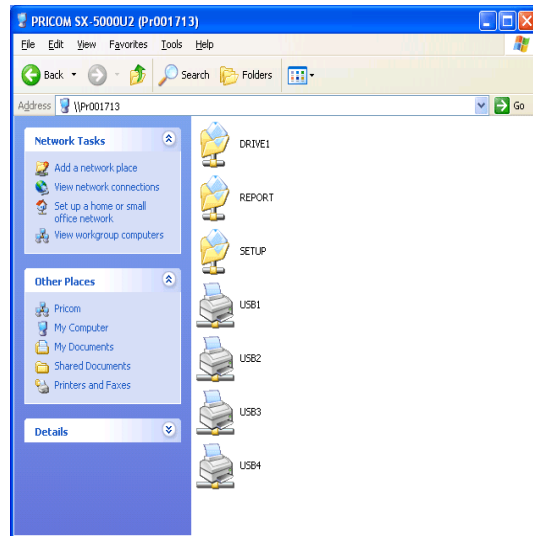 PRICOM SX-5000U2 (Pr001713)
File Edit View Favorites Tools Help
Back Search Folders
Address \\Pr001713 Go
Network Tasks
Add a network place
View network connections
Set up a home or small
office network
View workgroup computers
Other Places
Pricom
My Computer
My Documents
Shared Documents
Printers and Faxes
Details
DRIVE1
REPORT
SETUP
USB1
USB2
USB3
USB4